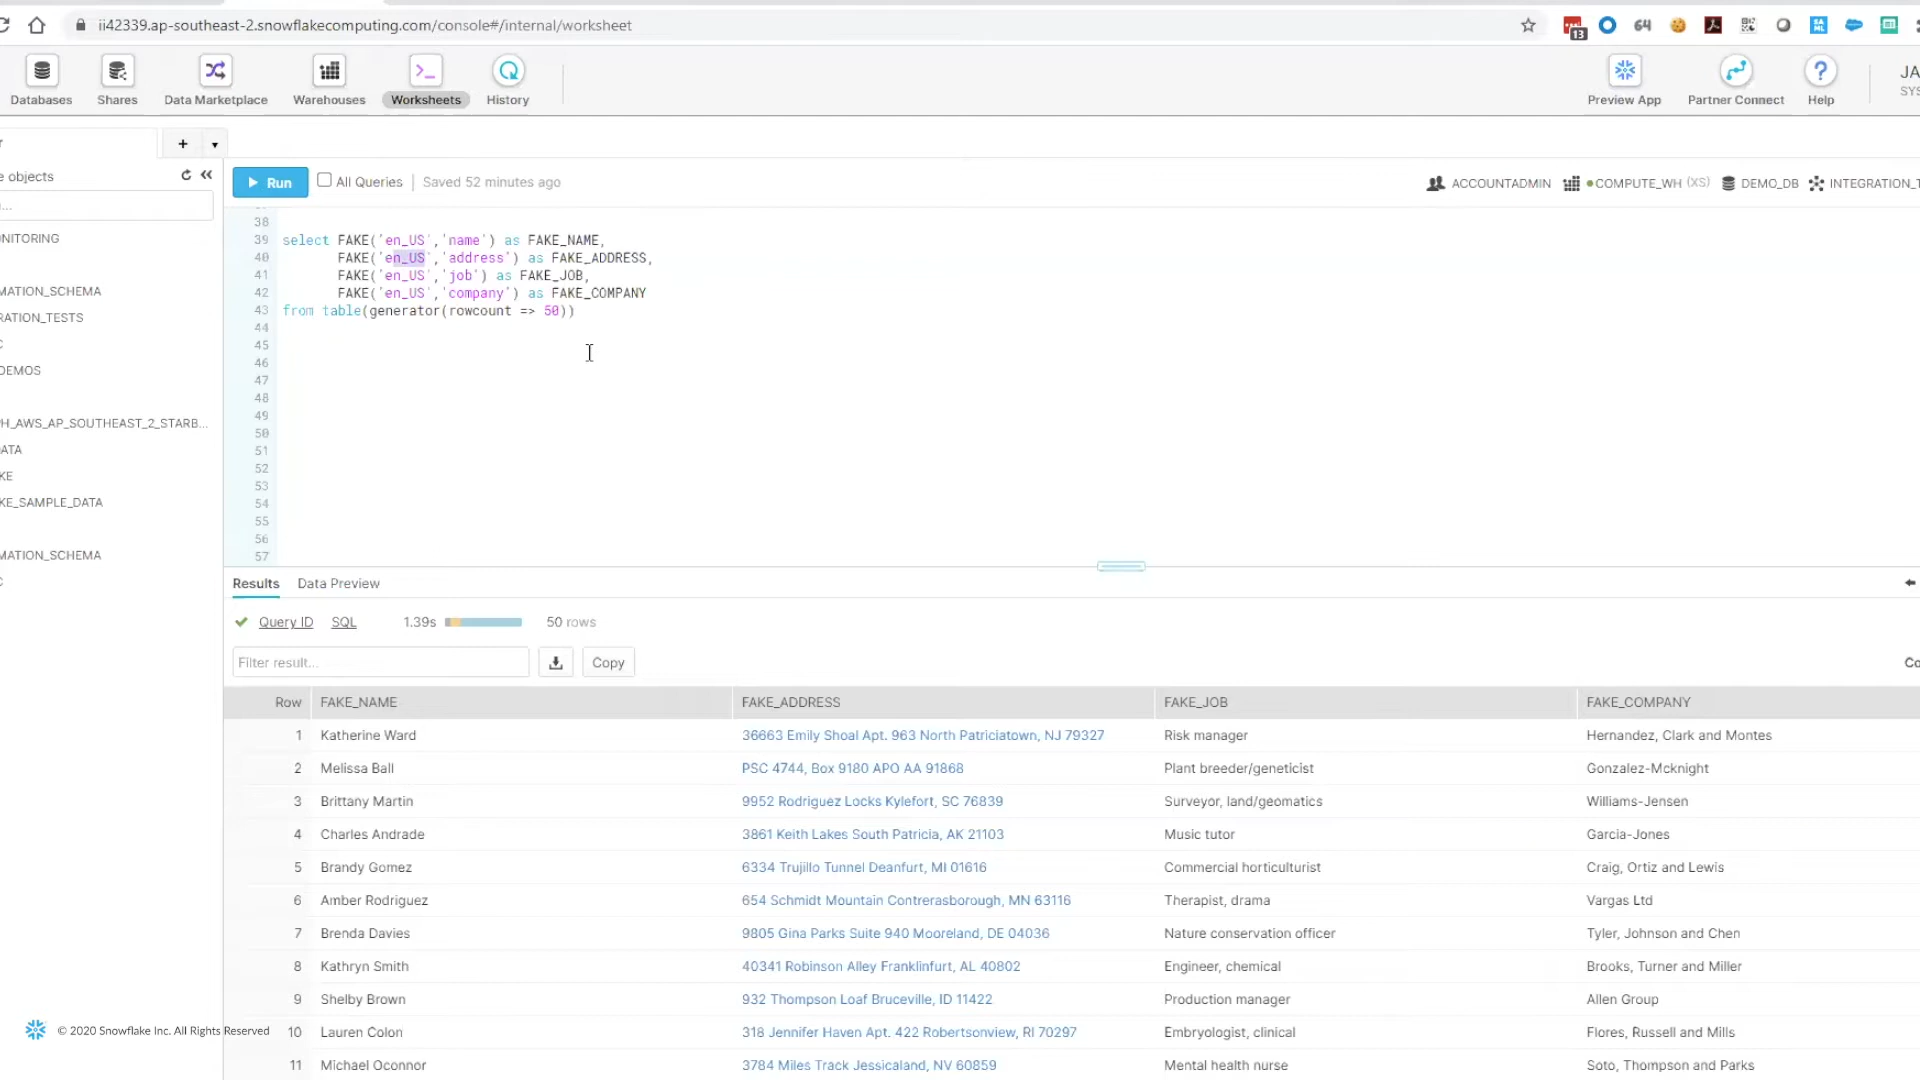 ii42339.ap-southeast-2.snowflakecomputing.com/console#/internal/worksheet
13
64
Databases
Shares
Data Marketplace
Warehouses
Worksheets
History
Preview App
Partner Connect
Help
JA
SYS
+
e objects
Run
All Queries
Saved 52 minutes ago
ACCOUNTADMIN
COMPUTE_WH (XS)
DEMO_DB
INTEGRATION_T
...
NITORING
MATION_SCHEMA
RATION_TESTS
C
DEMOS
PH_AWS_AP_SOUTHEAST_2_STARB...
ATA
KE
KE_SAMPLE_DATA
MATION_SCHEMA
C
38
39 select FAKE('en_US','name') as FAKE_NAME,
40 FAKE('en_US','address') as FAKE_ADDRESS,
41 FAKE('en_US','job') as FAKE_JOB,
42 FAKE('en_US','company') as FAKE_COMPANY
43 from table(generator(rowcount => 50))
44
45
46
47
48
49
50
51
52
53
54
55
56
57
Results Data Preview
Query ID SQL 1.39s 50 rows
Filter result... Copy Co
Row FAKE_NAME FAKE_ADDRESS FAKE_JOB FAKE_COMPANY
1 Katherine Ward 36663 Emily Shoal Apt. 963 North Patriciatown, NJ 79327 Risk manager Hernandez, Clark and Montes
2 Melissa Ball PSC 4744, Box 9180 APO AA 91868 Plant breeder/geneticist Gonzalez-Mcknight
3 Brittany Martin 9952 Rodriguez Locks Kylefort, SC 76839 Surveyor, land/geomatics Williams-Jensen
4 Charles Andrade 3861 Keith Lakes South Patricia, AK 21103 Music tutor Garcia-Jones
5 Brandy Gomez 6334 Trujillo Tunnel Deanfurt, MI 01616 Commercial horticulturist Craig, Ortiz and Lewis
6 Amber Rodriguez 654 Schmidt Mountain Contrerasborough, MN 63116 Therapist, drama Vargas Ltd
7 Brenda Davies 9805 Gina Parks Suite 940 Mooreland, DE 04036 Nature conservation officer Tyler, Johnson and Chen
8 Kathryn Smith 40341 Robinson Alley Franklinfurt, AL 40802 Engineer, chemical Brooks, Turner and Miller
9 Shelby Brown 932 Thompson Loaf Bruceville, ID 11422 Production manager Allen Group
10 Lauren Colon 318 Jennifer Haven Apt. 422 Robertsonview, RI 70297 Embryologist, clinical Flores, Russell and Mills
11 Michael Oconnor 3784 Miles Track Jessicaland, NV 60859 Mental health nurse Soto, Thompson and Parks
© 2020 Snowflake Inc. All Rights Reserved